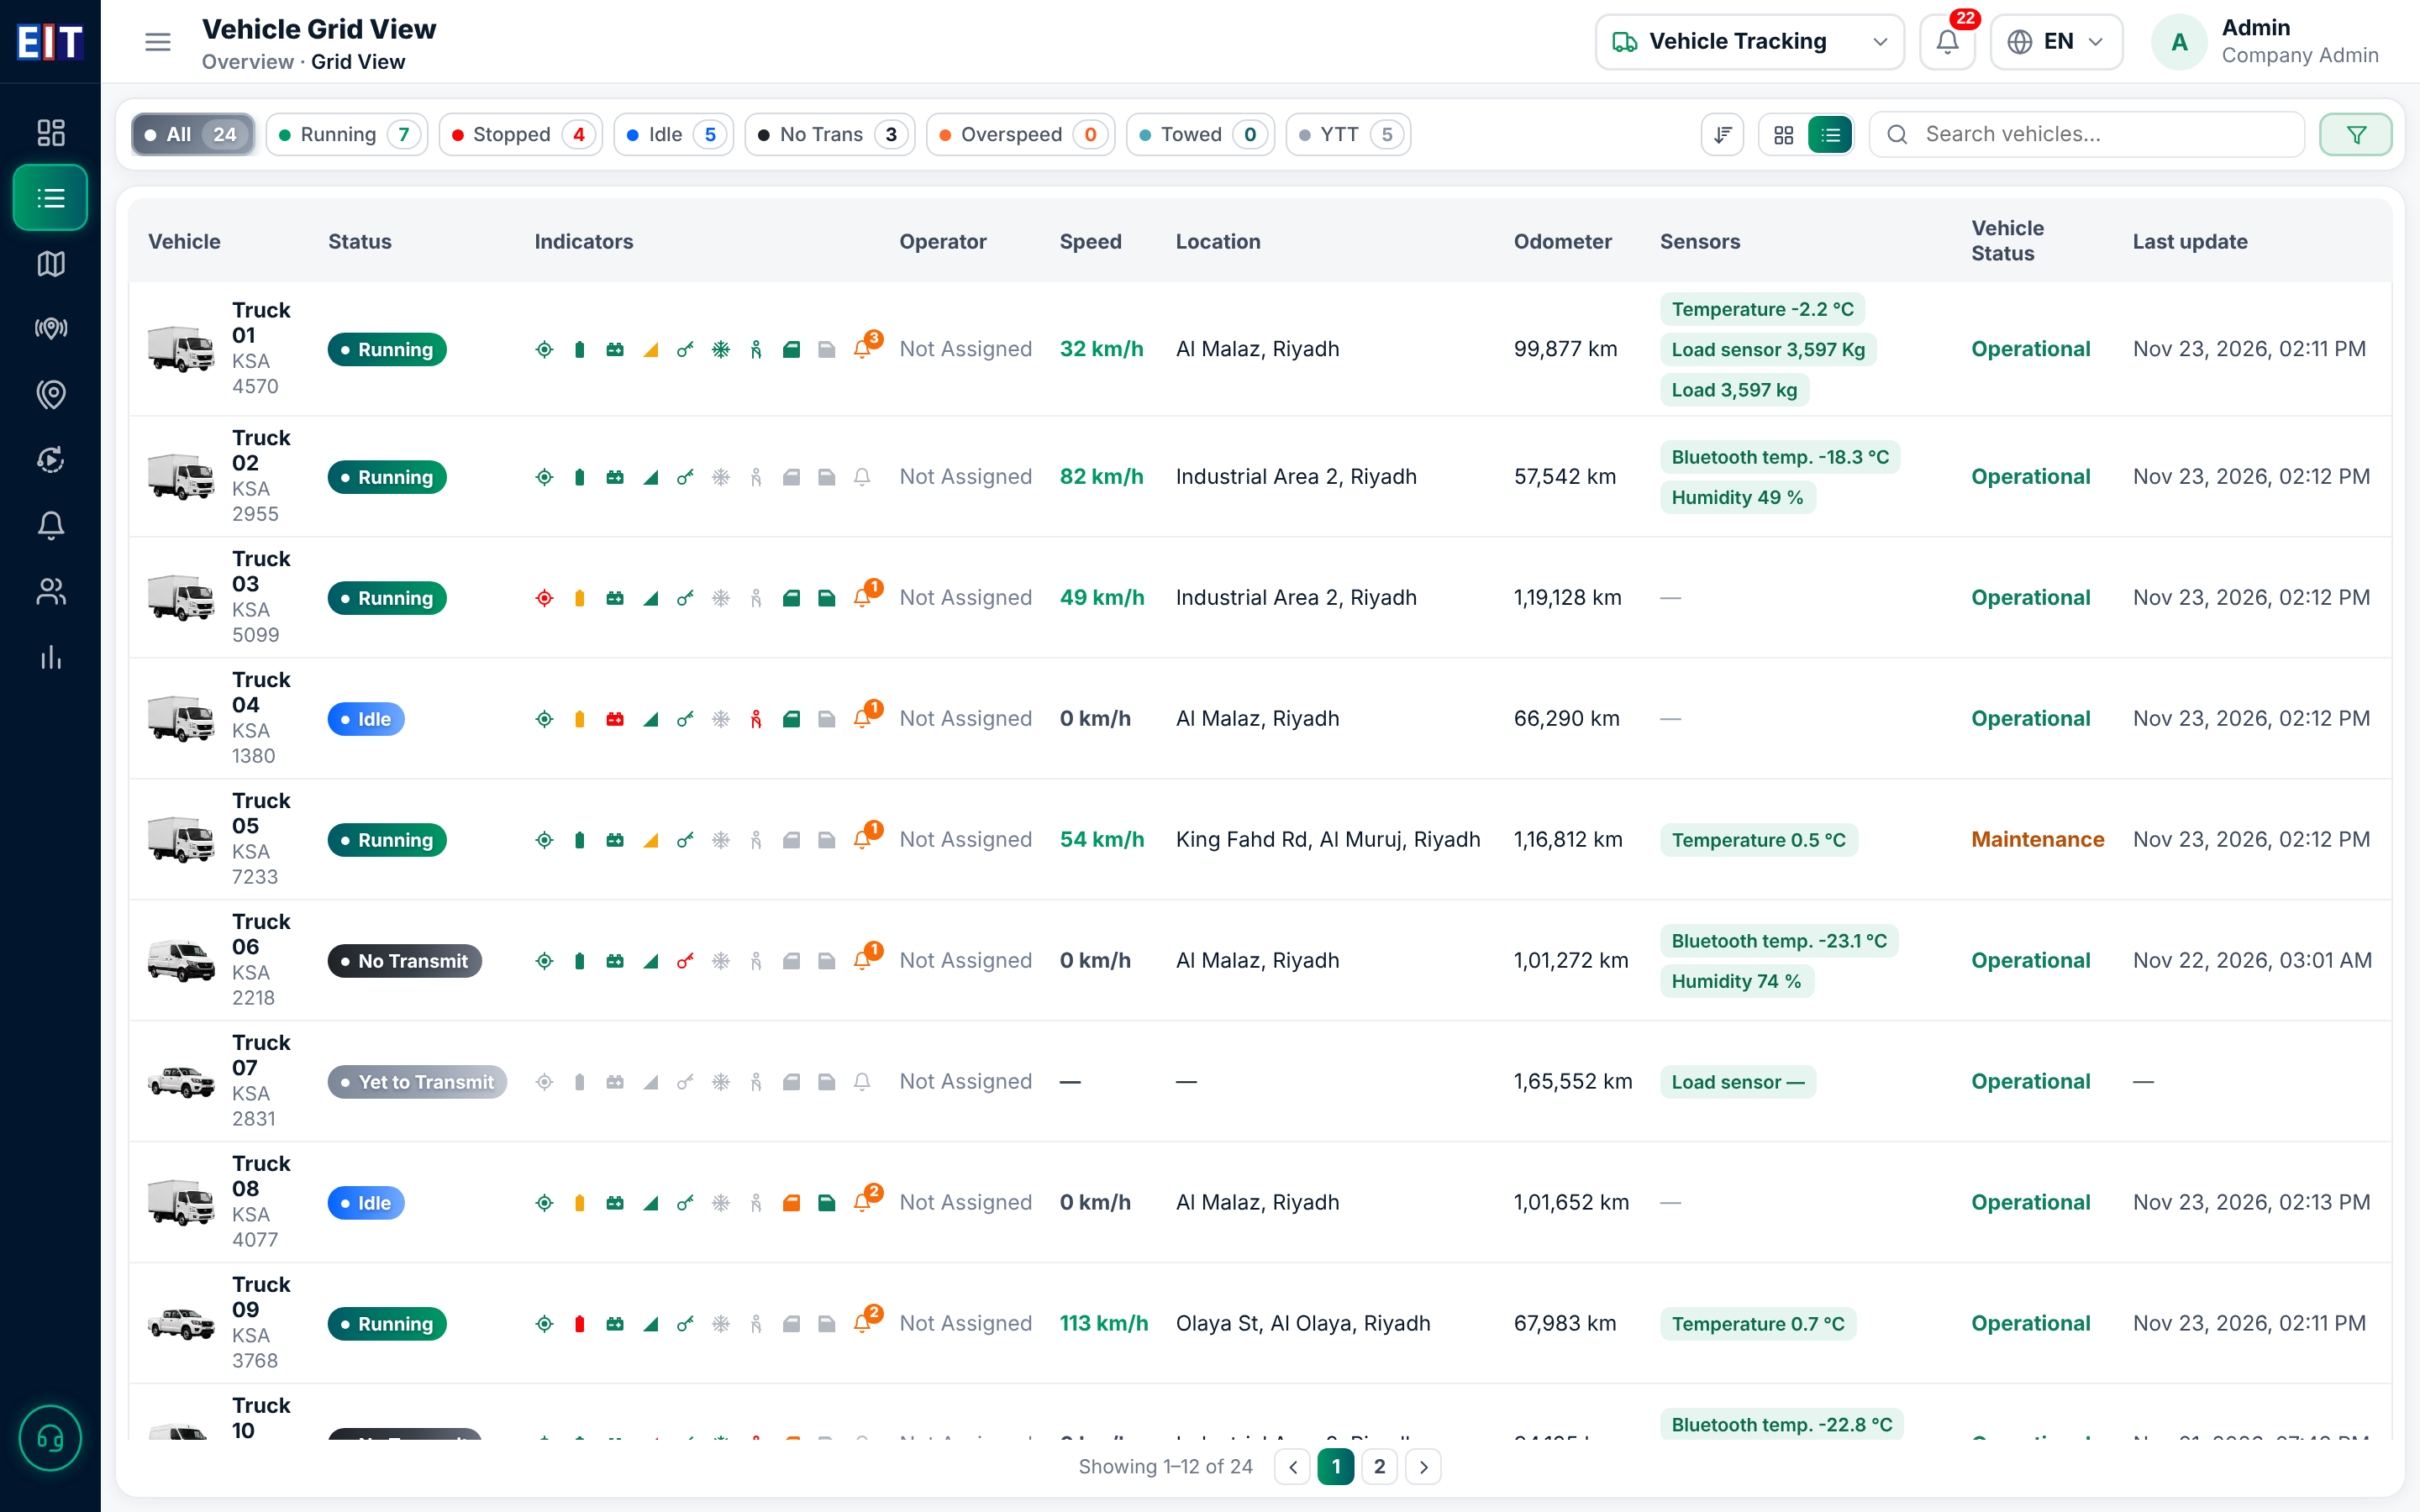 EIT
Vehicle Grid View
Overview · Grid View
Vehicle Tracking
22
EN
A
Admin
Company Admin
All 24
Running 7
Stopped 4
Idle 5
No Trans 3
Overspeed 0
Towed 0
YTT 5
Search vehicles...
Vehicle Status Indicators Operator Speed Location Odometer Sensors Vehicle Status Last update
Truck 01
KSA 4570
Running
3
Not Assigned
32 km/h
Al Malaz, Riyadh
99,877 km
Temperature -2.2 °C
Load sensor 3,597 Kg
Load 3,597 kg
Operational
Nov 23, 2026, 02:11 PM
Truck 02
KSA 2955
Running
Not Assigned
82 km/h
Industrial Area 2, Riyadh
57,542 km
Bluetooth temp. -18.3 °C
Humidity 49 %
Operational
Nov 23, 2026, 02:12 PM
Truck 03
KSA 5099
Running
1
Not Assigned
49 km/h
Industrial Area 2, Riyadh
1,19,128 km
—
Operational
Nov 23, 2026, 02:12 PM
Truck 04
KSA 1380
Idle
1
Not Assigned
0 km/h
Al Malaz, Riyadh
66,290 km
—
Operational
Nov 23, 2026, 02:12 PM
Truck 05
KSA 7233
Running
1
Not Assigned
54 km/h
King Fahd Rd, Al Muruj, Riyadh
1,16,812 km
Temperature 0.5 °C
Maintenance
Nov 23, 2026, 02:12 PM
Truck 06
KSA 2218
No Transmit
1
Not Assigned
0 km/h
Al Malaz, Riyadh
1,01,272 km
Bluetooth temp. -23.1 °C
Humidity 74 %
Operational
Nov 22, 2026, 03:01 AM
Truck 07
KSA 2831
Yet to Transmit
Not Assigned
—
—
1,65,552 km
Load sensor —
Operational
—
Truck 08
KSA 4077
Idle
2
Not Assigned
0 km/h
Al Malaz, Riyadh
1,01,652 km
—
Operational
Nov 23, 2026, 02:13 PM
Truck 09
KSA 3768
Running
2
Not Assigned
113 km/h
Olaya St, Al Olaya, Riyadh
67,983 km
Temperature 0.7 °C
Operational
Nov 23, 2026, 02:11 PM
Truck 10
Bluetooth temp. -22.8 °C
Showing 1–12 of 24
1
2